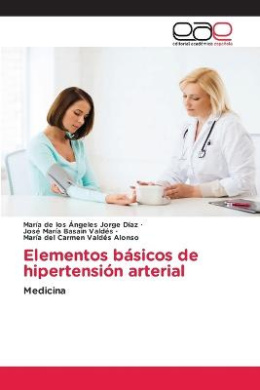 eae
editorial académica española
María de los Ángeles Jorge Díaz ·
José María Basain Valdés ·
María del Carmen Valdés Alonso
Elementos básicos de
hipertensión arterial
Medicina